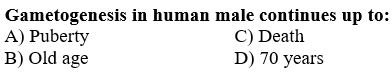 Gametogenesis in human male continues up to:
A) Puberty C) Death
B) Old age D) 70 years